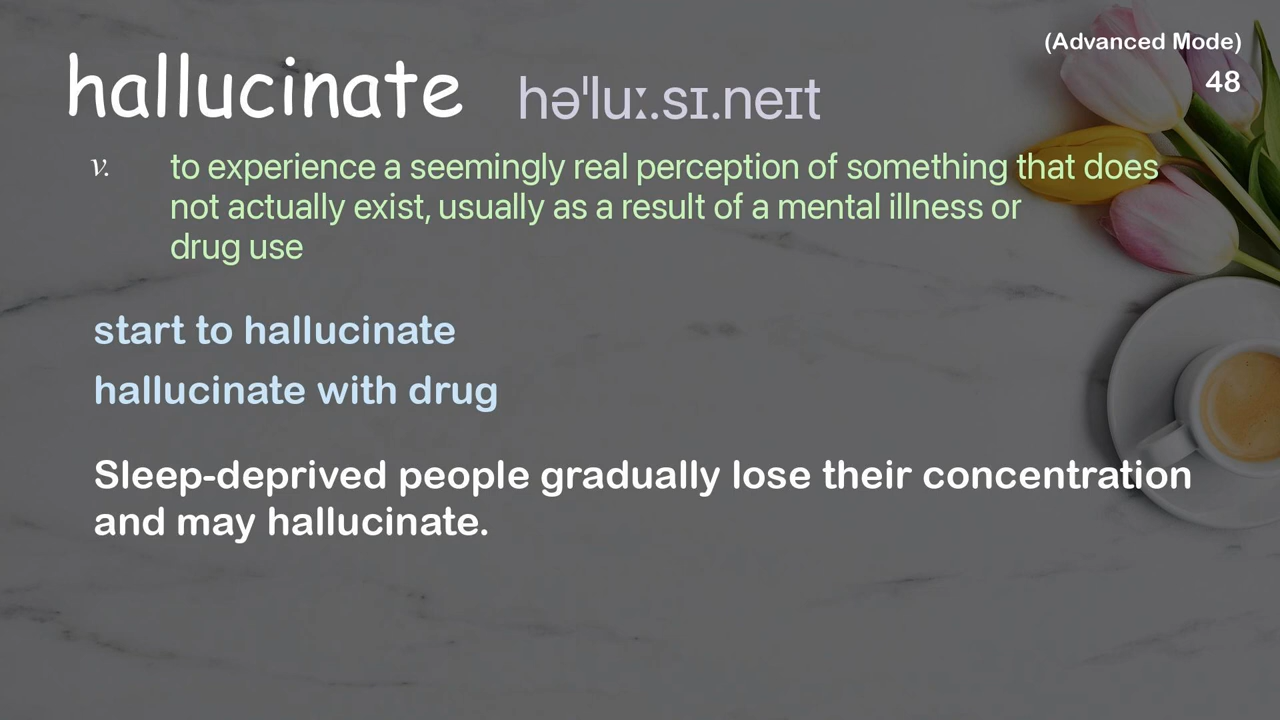 (Advanced Mode)
hallucinate həˈluː.sɪ.neɪt
48
v. to experience a seemingly real perception of something that does
not actually exist, usually as a result of a mental illness or
drug use
start to hallucinate
hallucinate with drug
Sleep-deprived people gradually lose their concentration
and may hallucinate.